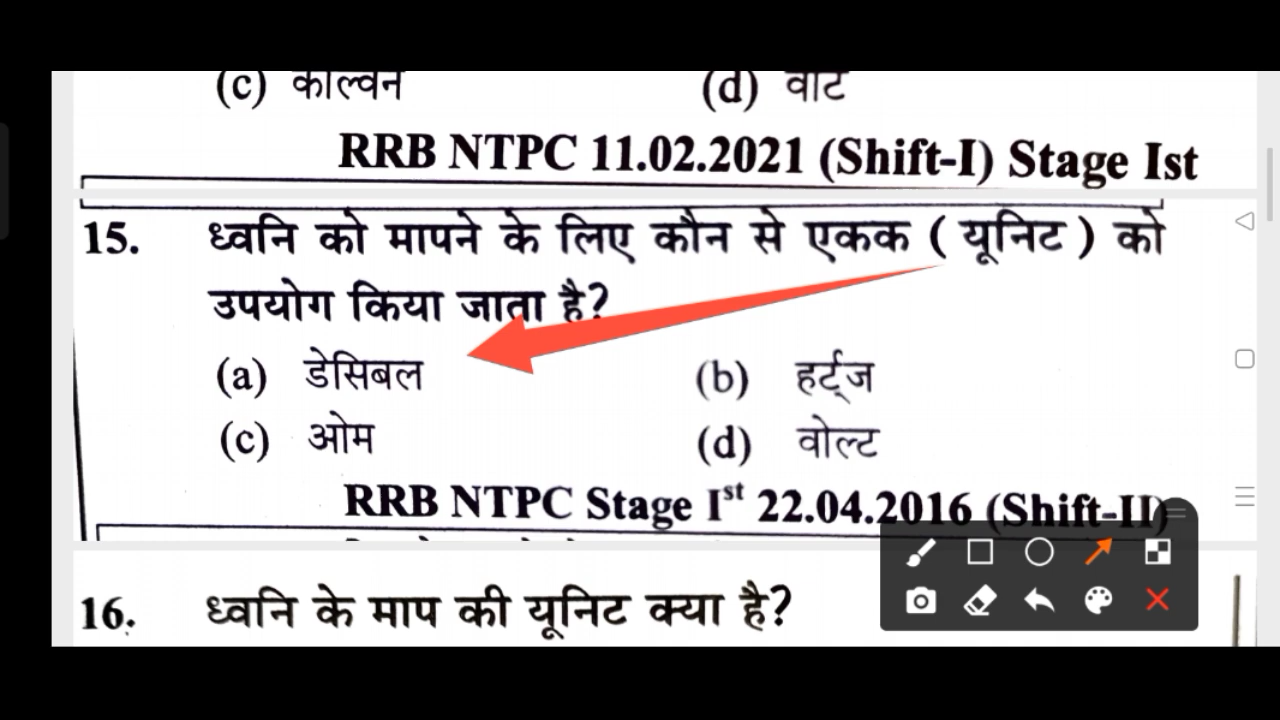 (c) काल्वन (d) वाट
RRB NTPC 11.02.2021 (Shift-I) Stage Ist
15. ध्वनि को मापने के लिए कौन से एकक ( यूनिट ) को
उपयोग किया जाता है?
(a) डेसिबल (b) हर्ट्ज
(c) ओम (d) वोल्ट
RRB NTPC Stage Ist 22.04.2016 (Shift-II)
16. ध्वनि के माप की यूनिट क्या है?